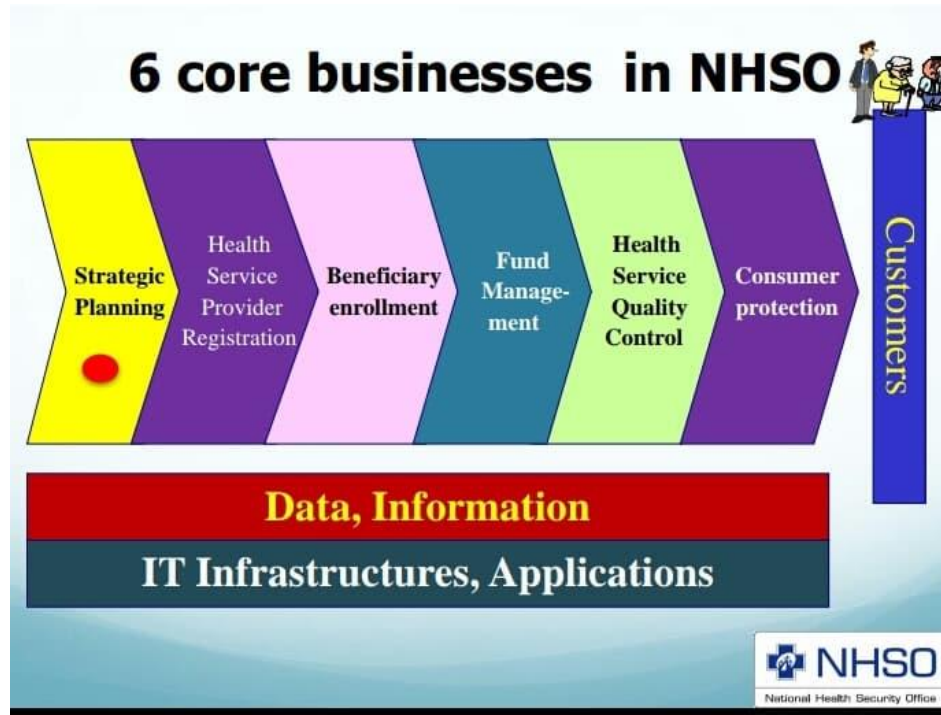 6 core businesses in NHSO
Strategic
Planning
Health
Service
Provider
Registration
Beneficiary
enrollment
Fund
Manage-
ment
Health
Service
Quality
Control
Consumer
protection
Customers
Data, Information
IT Infrastructures, Applications
NHSO
National Health Security Office